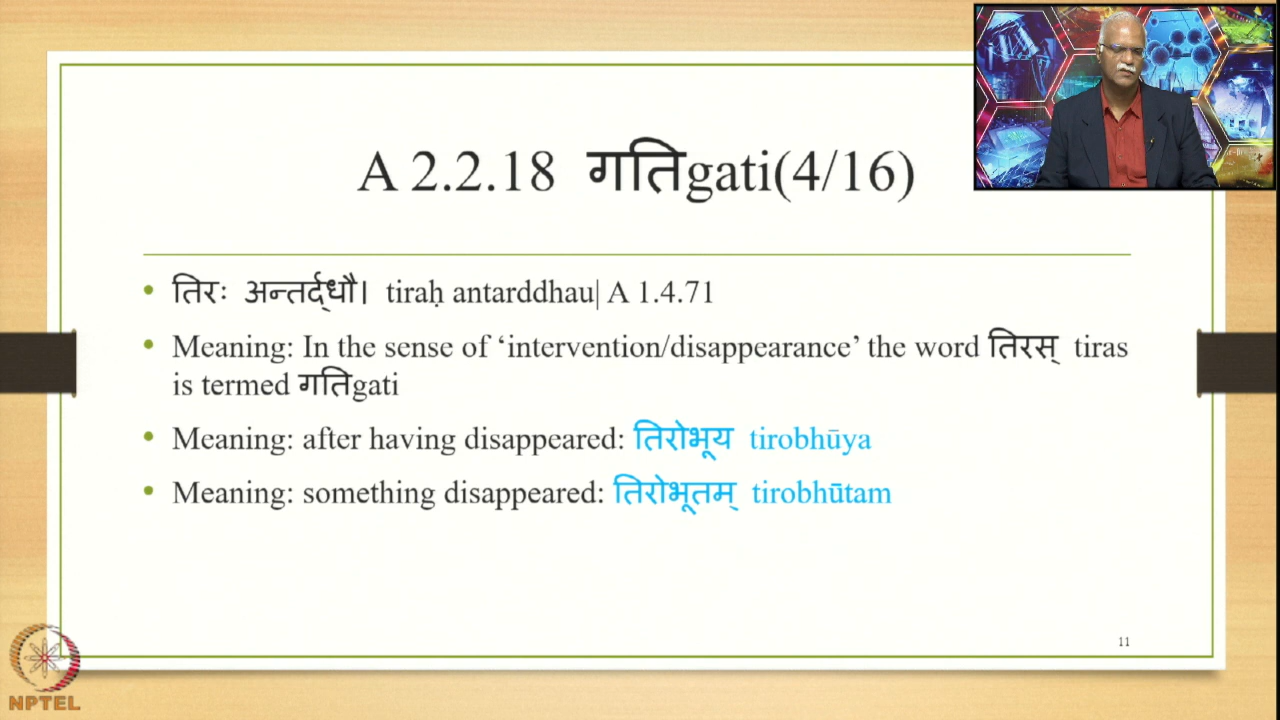 A 2.2.18 गतिgati(4/16)
• तिरः अन्तर्द्धौ। tiraḥ antarddhau| A 1.4.71
• Meaning: In the sense of ‘intervention/disappearance’ the word तिरस् tiras
is termed गतिgati
• Meaning: after having disappeared: तिरोभूय tirobhūya
• Meaning: something disappeared: तिरोभूतम् tirobhūtam
11
NPTEL